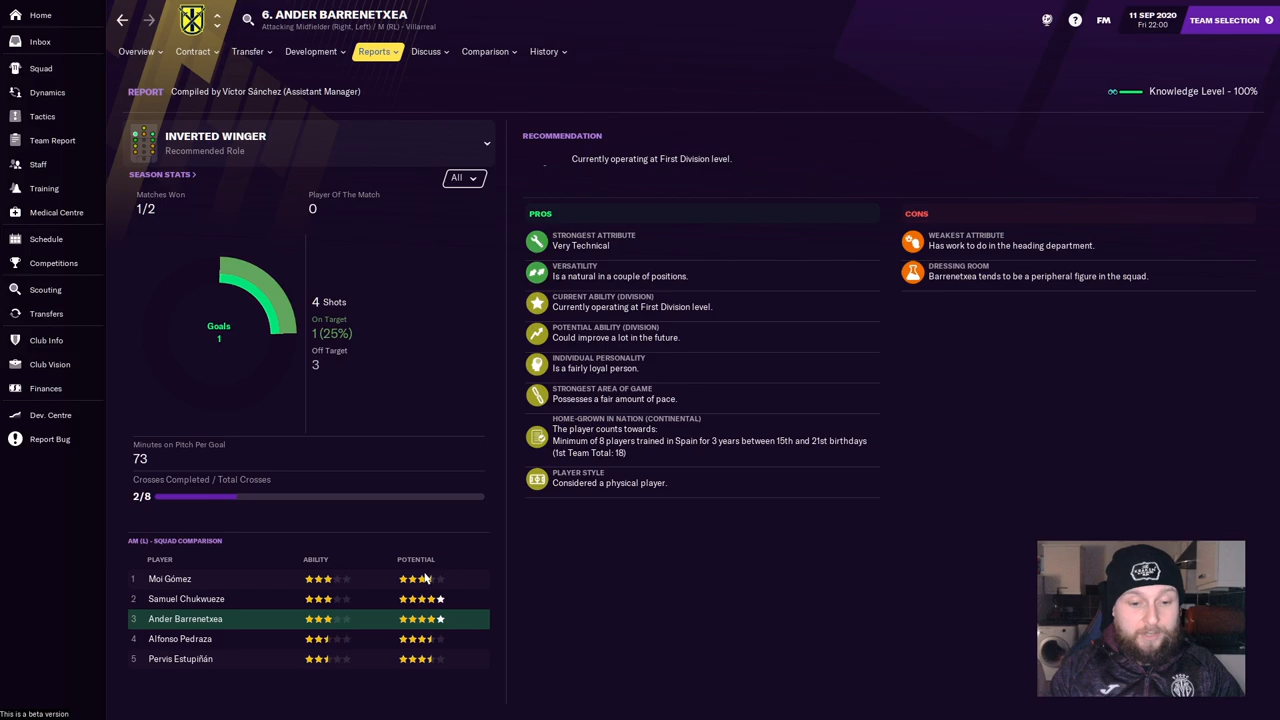 Home
Inbox
Squad
Dynamics
Tactics
Team Report
Staff
Training
Medical Centre
Schedule
Competitions
Scouting
Transfers
Club Info
Club Vision
Finances
Dev. Centre
Report Bug
This is a beta version
6. ANDER BARRENETXEA
Attacking Midfielder (Right, Left) / M (RL) - Villarreal
FM
11 SEP 2020
Fri 22:00
TEAM SELECTION
Overview
Contract
Transfer
Development
Reports
Discuss
Comparison
History
REPORT Compiled by Víctor Sánchez (Assistant Manager)
Knowledge Level - 100%
INVERTED WINGER
Recommended Role
SEASON STATS >
All
Matches Won
1/2
Player Of The Match
0
Goals
1
4 Shots
On Target
1 (25%)
Off Target
3
Minutes on Pitch Per Goal
73
Crosses Completed / Total Crosses
2/8
AM (L) - SQUAD COMPARISON
PLAYER ABILITY POTENTIAL
1 Moi Gómez
2 Samuel Chukwueze
3 Ander Barrenetxea
4 Alfonso Pedraza
5 Pervis Estupiñán
RECOMMENDATION
Currently operating at First Division level.
PROS
STRONGEST ATTRIBUTE
Very Technical
VERSATILITY
Is a natural in a couple of positions.
CURRENT ABILITY (DIVISION)
Currently operating at First Division level.
POTENTIAL ABILITY (DIVISION)
Could improve a lot in the future.
INDIVIDUAL PERSONALITY
Is a fairly loyal person.
STRONGEST AREA OF GAME
Possesses a fair amount of pace.
HOME-GROWN IN NATION (CONTINENTAL)
The player counts towards:
Minimum of 8 players trained in Spain for 3 years between 15th and 21st birthdays
(1st Team Total: 18)
PLAYER STYLE
Considered a physical player.
CONS
WEAKEST ATTRIBUTE
Has work to do in the heading department.
DRESSING ROOM
Barrenetxea tends to be a peripheral figure in the squad.